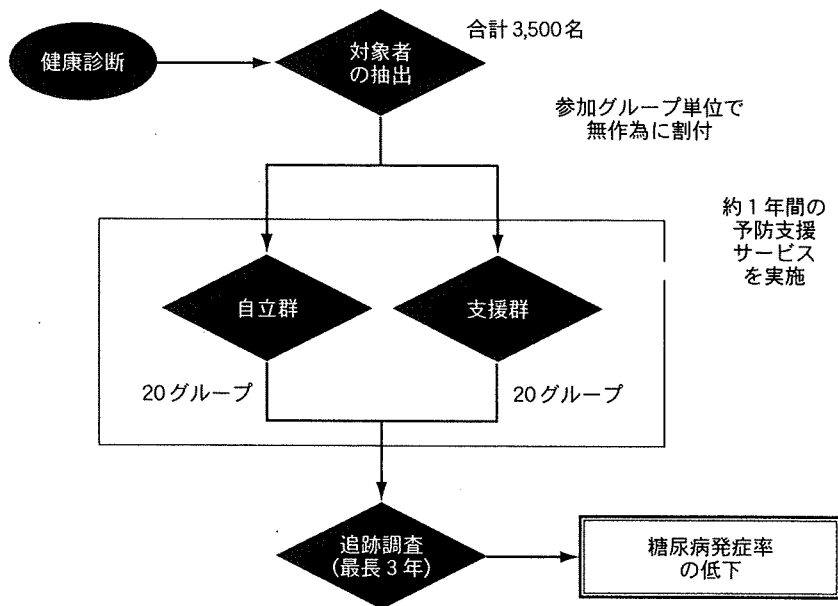 合計3,500名
健康診断
対象者
の抽出
参加グループ単位で
無作為に割付
約1年間の
予防支援
サービス
を実施
自立群
支援群
20グループ
20グループ
追跡調査
(最長3年)
糖尿病発症率
の低下